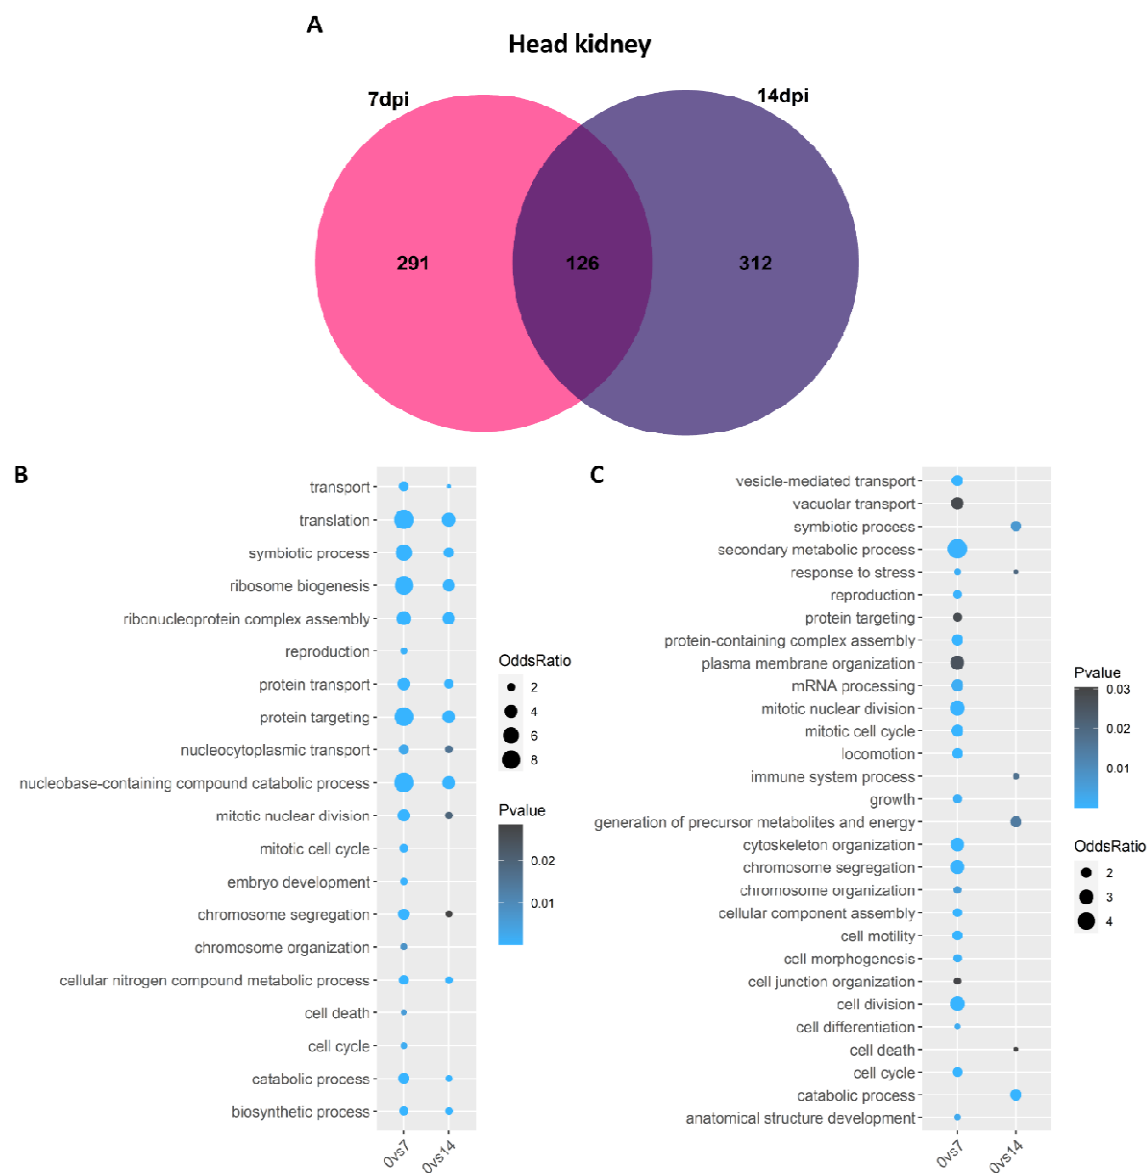 A
Head kidney
7dpi
14dpi
291
126
312
B
transport
translation
symbiotic process
ribosome biogenesis
ribonucleoprotein complex assembly
reproduction
protein transport
protein targeting
nucleocytoplasmic transport
nucleobase-containing compound catabolic process
mitotic nuclear division
mitotic cell cycle
embryo development
chromosome segregation
chromosome organization
cellular nitrogen compound metabolic process
cell death
cell cycle
catabolic process
biosynthetic process
0vs7
0vs14
OddsRatio
2
4
6
8
Pvalue
0.02
0.01
C
vesicle-mediated transport
vacuolar transport
symbiotic process
secondary metabolic process
response to stress
reproduction
protein targeting
protein-containing complex assembly
plasma membrane organization
mRNA processing
mitotic nuclear division
mitotic cell cycle
locomotion
immune system process
growth
generation of precursor metabolites and energy
cytoskeleton organization
chromosome segregation
chromosome organization
cellular component assembly
cell motility
cell morphogenesis
cell junction organization
cell division
cell differentiation
cell death
cell cycle
catabolic process
anatomical structure development
0vs7
0vs14
Pvalue
0.03
0.02
0.01
OddsRatio
2
3
4